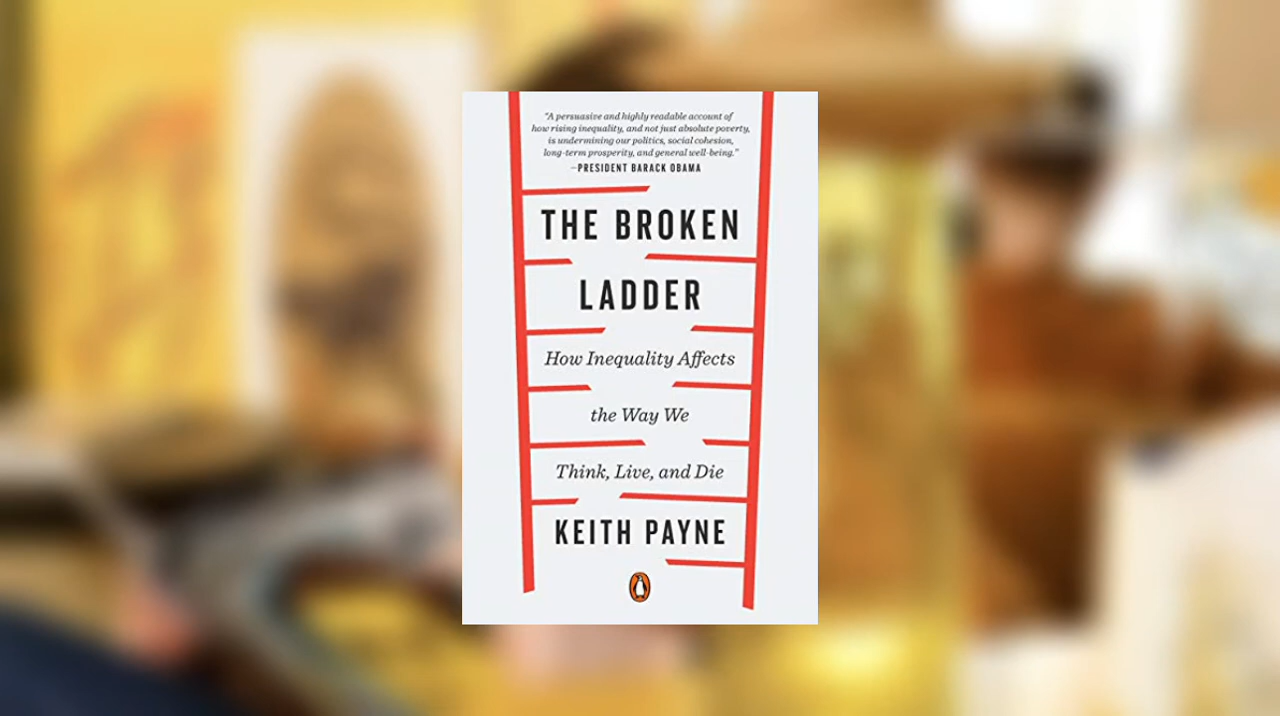 "A persuasive and highly readable account of
how rising inequality, and not just absolute poverty,
is undermining our politics, social cohesion,
long-term prosperity, and general well-being."
—PRESIDENT BARACK OBAMA
THE BROKEN
LADDER
How Inequality Affects
the Way We
Think, Live, and Die
KEITH PAYNE